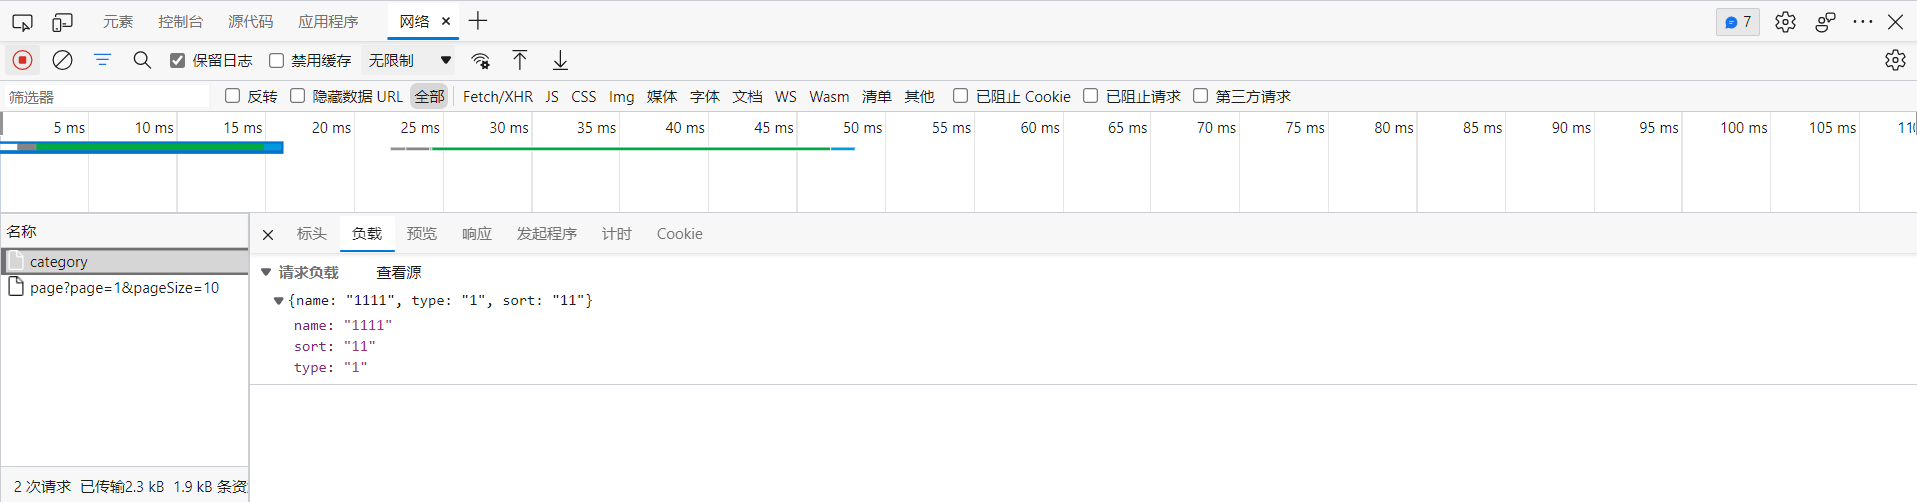 元素 控制台 源代码 应用程序 网络 7
保留日志 禁用缓存 无限制
筛选器 反转 隐藏数据 URL 全部 Fetch/XHR JS CSS Img 媒体 字体 文档 WS Wasm 清单 其他 已阻止 Cookie 已阻止请求 第三方请求
5 ms 10 ms 15 ms 20 ms 25 ms 30 ms 35 ms 40 ms 45 ms 50 ms 55 ms 60 ms 65 ms 70 ms 75 ms 80 ms 85 ms 90 ms 95 ms 100 ms 105 ms
名称
category
page?page=1&pageSize=10
2 次请求 已传输2.3 kB 1.9 kB 条资
标头 负载 预览 响应 发起程序 计时 Cookie
请求负载 查看源
{name: "1111", type: "1", sort: "11"}
name: "1111"
sort: "11"
type: "1"